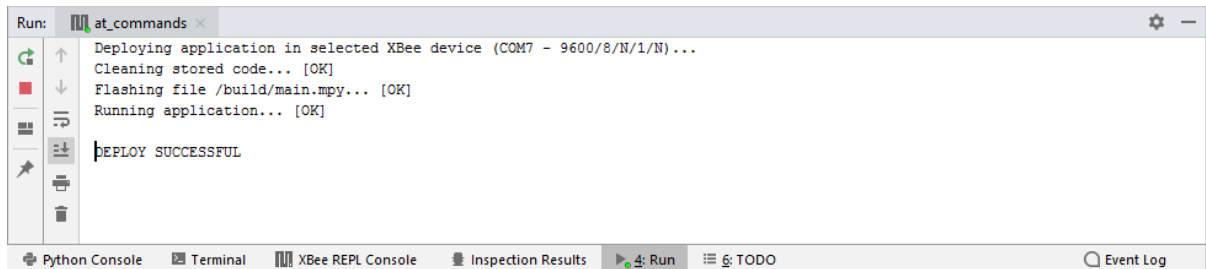 Run: at_commands
Deploying application in selected XBee device (COM7 - 9600/8/N/1/N)...
Cleaning stored code... [OK]
Flashing file /build/main.mpy... [OK]
Running application... [OK]
DEPLOY SUCCESSFUL
Python Console Terminal XBee REPL Console Inspection Results 4: Run 6: TODO Event Log